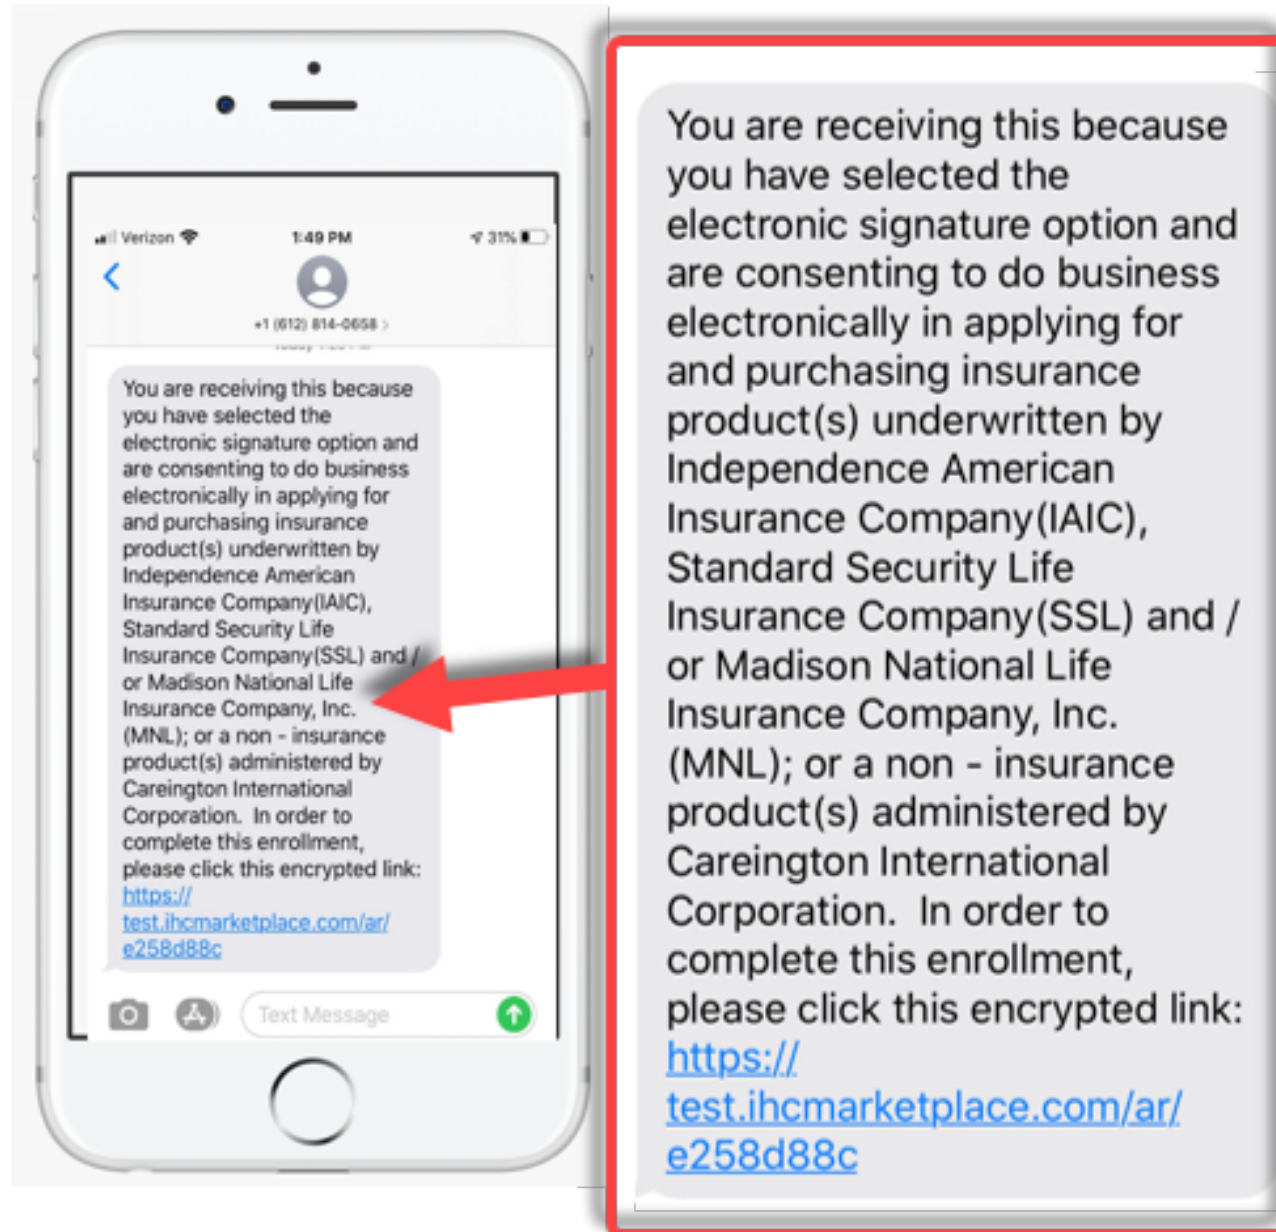 Verizon
1:49 PM
31%
+1 (612) 814-0658 >
You are receiving this because
you have selected the
electronic signature option and
are consenting to do business
electronically in applying for
and purchasing insurance
product(s) underwritten by
Independence American
Insurance Company(IAIC),
Standard Security Life
Insurance Company(SSL) and /
or Madison National Life
Insurance Company, Inc.
(MNL); or a non - insurance
product(s) administered by
Careington International
Corporation.  In order to
complete this enrollment,
please click this encrypted link:
https://
test.ihcmarketplace.com/ar/
e258d88c
Text Message
You are receiving this because
you have selected the
electronic signature option and
are consenting to do business
electronically in applying for
and purchasing insurance
product(s) underwritten by
Independence American
Insurance Company(IAIC),
Standard Security Life
Insurance Company(SSL) and /
or Madison National Life
Insurance Company, Inc.
(MNL); or a non - insurance
product(s) administered by
Careington International
Corporation.  In order to
complete this enrollment,
please click this encrypted link:
https://
test.ihcmarketplace.com/ar/
e258d88c